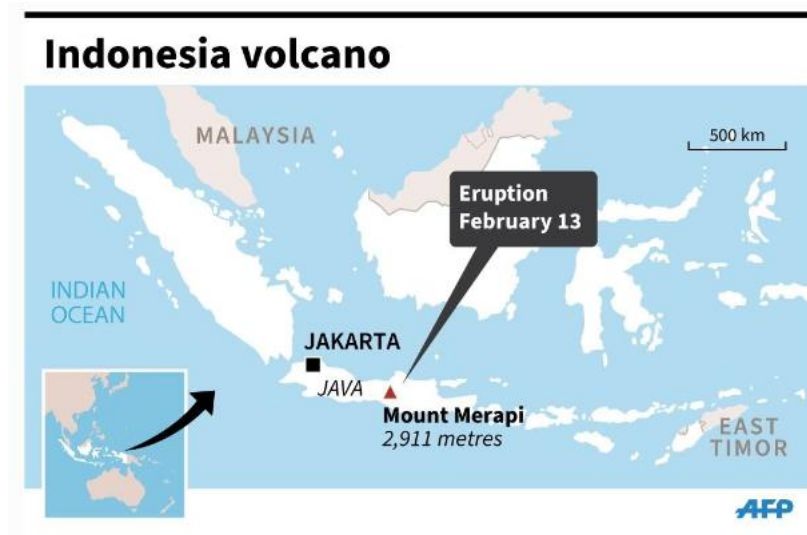 Indonesia volcano
MALAYSIA
500 km
Eruption
February 13
INDIAN
OCEAN
JAKARTA
JAVA
Mount Merapi
2,911 metres
EAST
TIMOR
AFP